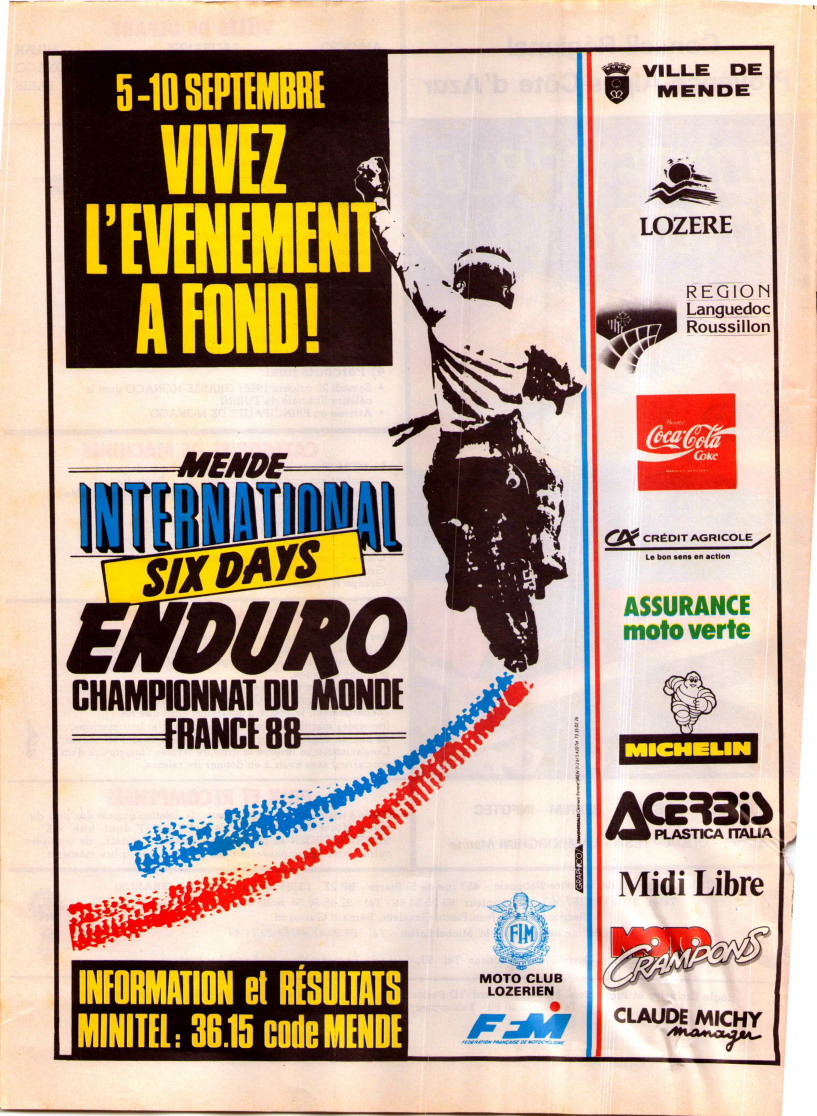 5-10 SEPTEMBRE
VIVEZ
L'EVENEMENT
A FOND!
MENDE
INTERNATIONAL
SIX DAYS
ENDURO
CHAMPIONNAT DU MONDE
FRANCE 88
INFORMATION et RÉSULTATS
MINITEL: 36.15 code MENDE
FIM
MOTO CLUB
LOZERIEN
FFM
FEDERATION FRANÇAISE DE MOTOCYCLISME
GRAPHICO
VILLE DE
MENDE
LOZERE
REGION
Languedoc
Roussillon
Buvez
Coca-Cola
Coke
CA CRÉDIT AGRICOLE
Le bon sens en action
ASSURANCE
moto verte
MICHELIN
ACERBIS
PLASTICA ITALIA
Midi Libre
MOTO
CRAMPONS
CLAUDE MICHY
manager